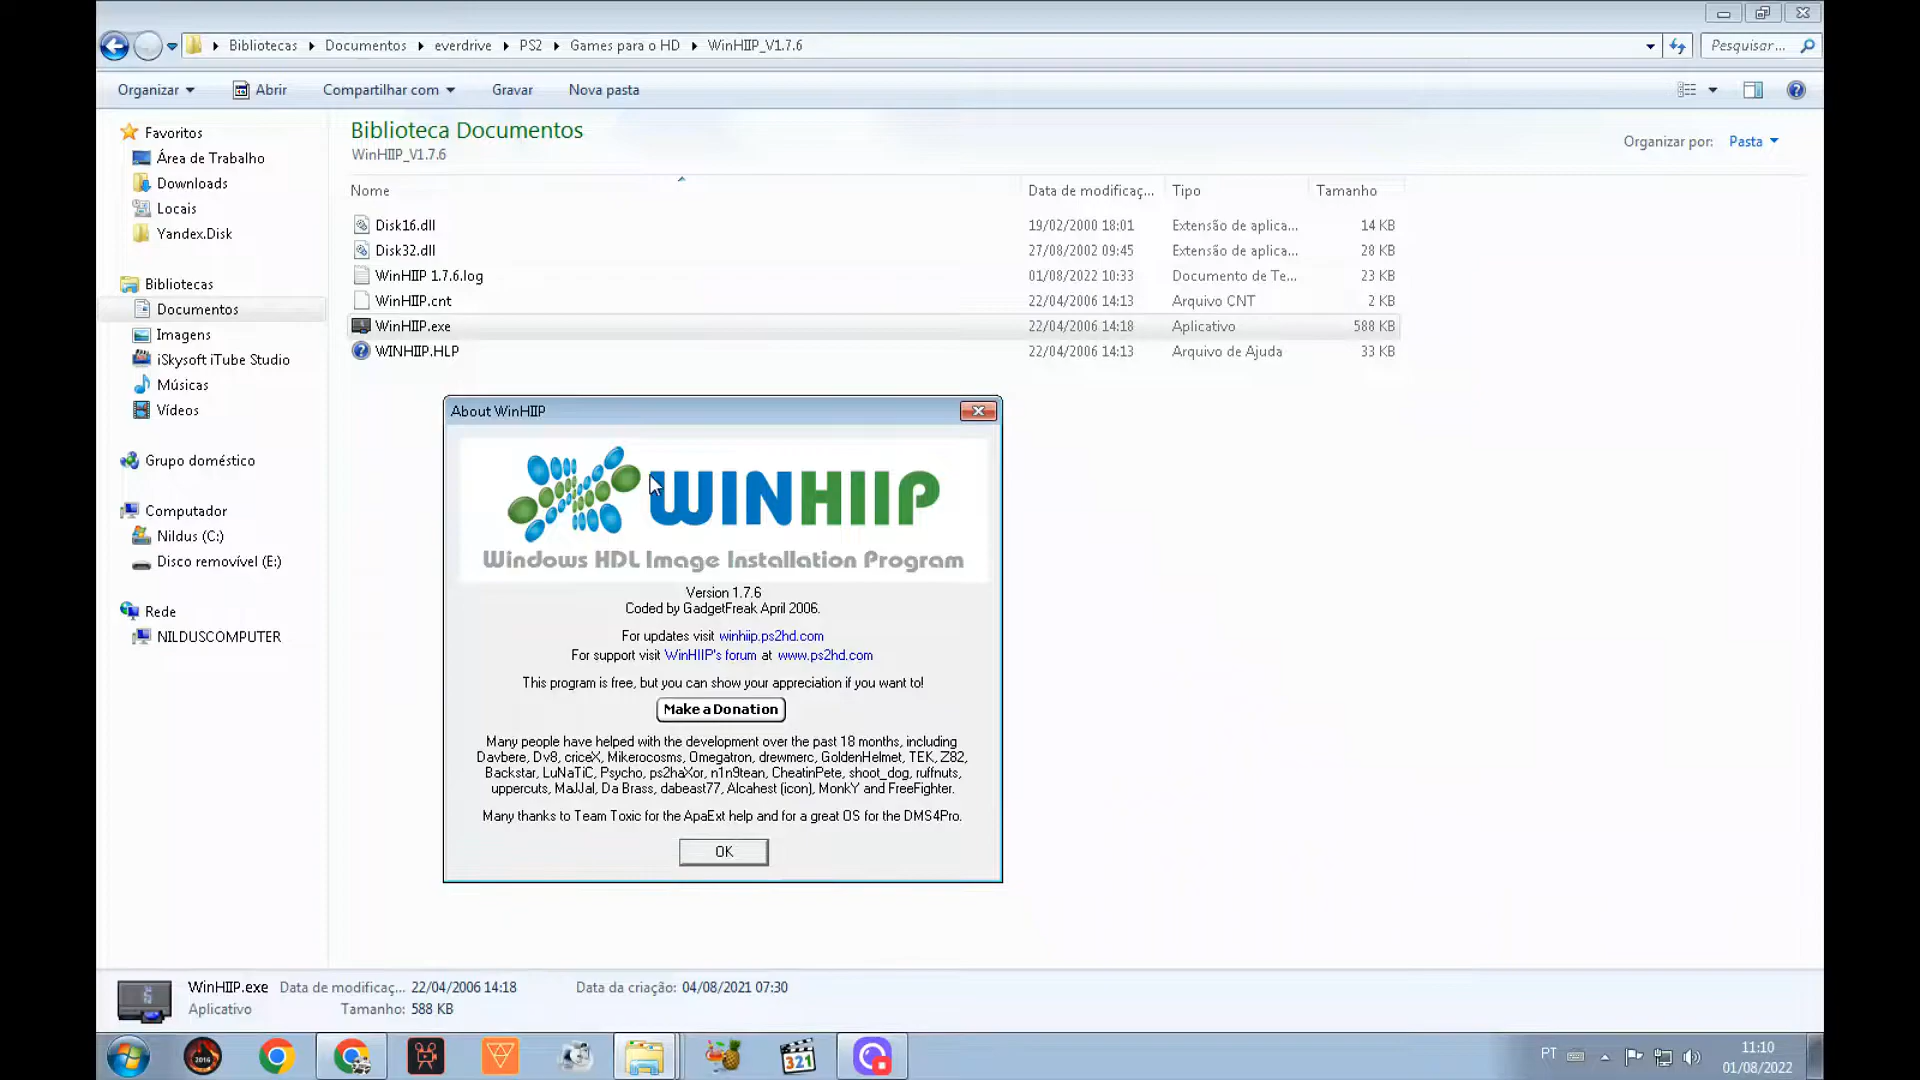 Bibliotecas Documentos everdrive PS2 Games para o HD WinHIIP_V1.7.6 Pesquisar...
Organizar Abrir Compartilhar com Gravar Nova pasta
Favoritos
Área de Trabalho
Downloads
Locais
Yandex.Disk
Bibliotecas
Documentos
Imagens
iSkysoft iTube Studio
Músicas
Vídeos
Grupo doméstico
Computador
Nildus (C:)
Disco removível (E:)
Rede
NILDUSCOMPUTER
Biblioteca Documentos
WinHIIP_V1.7.6
Organizar por: Pasta
Nome Data de modificaç... Tipo Tamanho
Disk16.dll 19/02/2000 18:01 Extensão de aplica... 14 KB
Disk32.dll 27/08/2002 09:45 Extensão de aplica... 28 KB
WinHIIP 1.7.6.log 01/08/2022 10:33 Documento de Te... 23 KB
WinHIIP.cnt 22/04/2006 14:13 Arquivo CNT 2 KB
WinHIIP.exe 22/04/2006 14:18 Aplicativo 588 KB
WINHIIP.HLP 22/04/2006 14:13 Arquivo de Ajuda 33 KB
About WinHIIP
WINHIIP
Windows HDL Image Installation Program
Version 1.7.6
Coded by GadgetFreak April 2006.
For updates visit winhiip.ps2hd.com
For support visit WinHIIP's forum at www.ps2hd.com
This program is free, but you can show your appreciation if you want to!
Make a Donation
Many people have helped with the development over the past 18 months, including
Davbere, Dv8, criceX, Mikerocosms, Omegatron, drewmerc, GoldenHelmet, TEK, Z82,
Backstar, LuNaTiC, Psycho, ps2haXor, n1n9tean, CheatinPete, shoot_dog, ruffnuts,
uppercuts, MaJJal, Da Brass, dabeast77, Alcahest (icon), MonkY and FreeFighter.
Many thanks to Team Toxic for the ApaExt help and for a great OS for the DMS4Pro.
OK
WinHIIP.exe Data de modificaç... 22/04/2006 14:18 Data da criação: 04/08/2021 07:30
Aplicativo Tamanho: 588 KB
2016
321
PT
11:10
01/08/2022